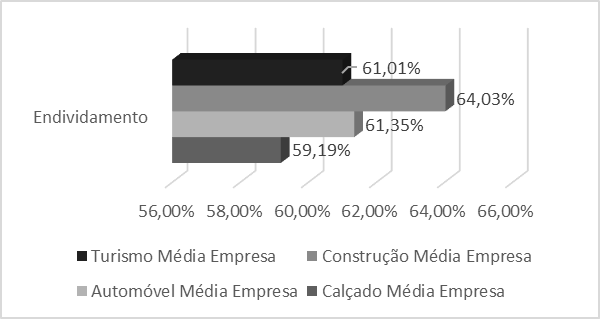 61,01%
64,03%
Endividamento
61,35%
59,19%
56,00% 58,00% 60,00% 62,00% 64,00% 66,00%
Turismo Média Empresa Construção Média Empresa
Automóvel Média Empresa Calçado Média Empresa